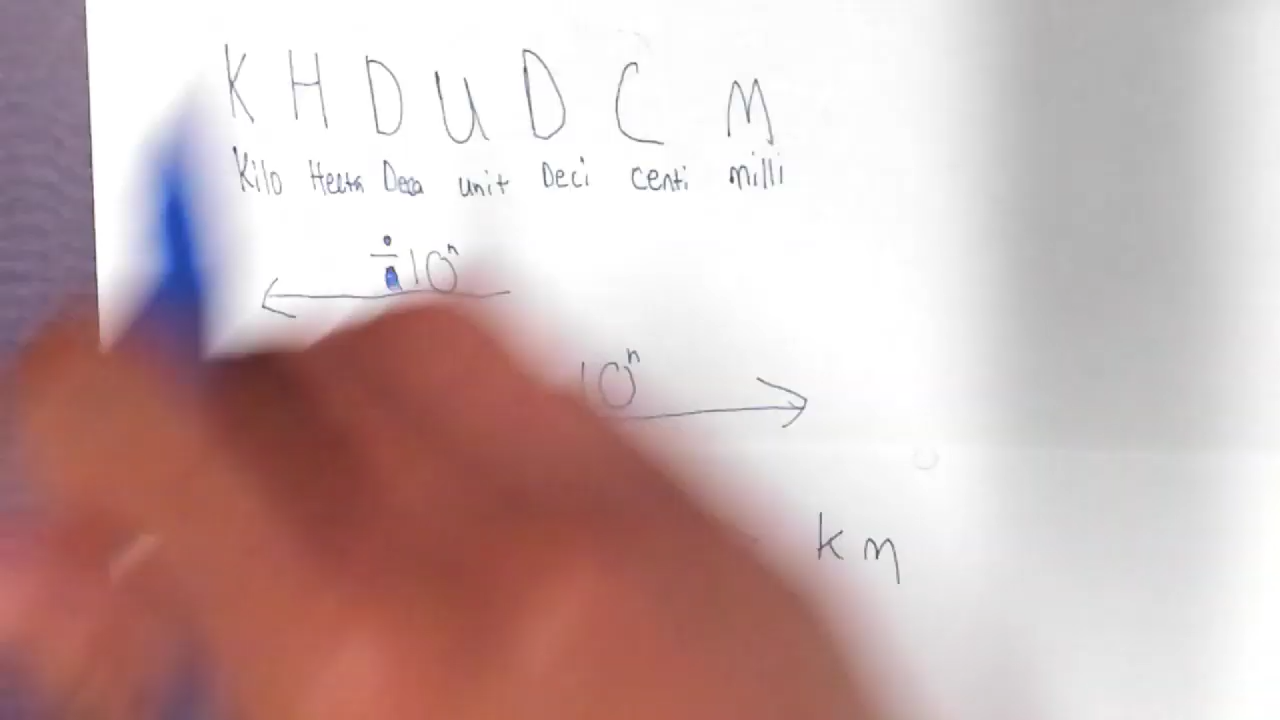 K H D U D C M
Kilo Hecta Deca unit Deci centi milli
÷ 10ⁿ
10ⁿ
km